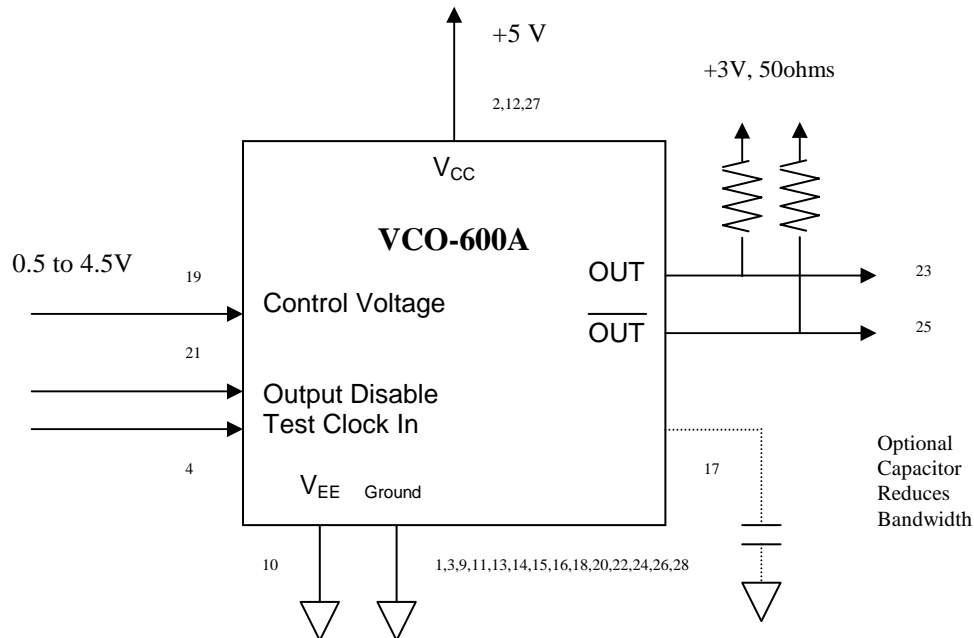 +5 V
+3V, 50ohms
2,12,27
VCC
VCO-600A
0.5 to 4.5V
19
OUT
23
Control Voltage
OUT
25
21
Output Disable
Test Clock In
4
17
Optional
Capacitor
Reduces
Bandwidth
VEE
Ground
10
1,3,9,11,13,14,15,16,18,20,22,24,26,28